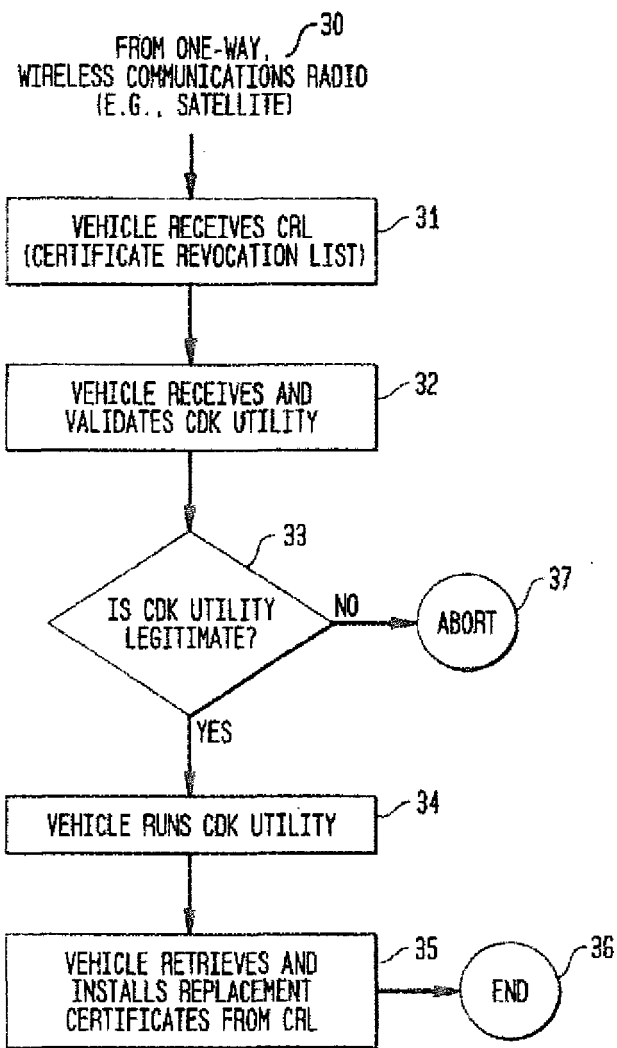 30
FROM ONE-WAY,
WIRELESS COMMUNICATIONS RADIO
(E.G., SATELLITE)
VEHICLE RECEIVES CRL
(CERTIFICATE REVOCATION LIST)
31
VEHICLE RECEIVES AND
VALIDATES CDK UTILITY
32
33
IS CDK UTILITY
LEGITIMATE?
NO
ABORT
37
YES
VEHICLE RUNS CDK UTILITY
34
VEHICLE RETRIEVES AND
INSTALLS REPLACEMENT
CERTIFICATES FROM CRL
35
END
36